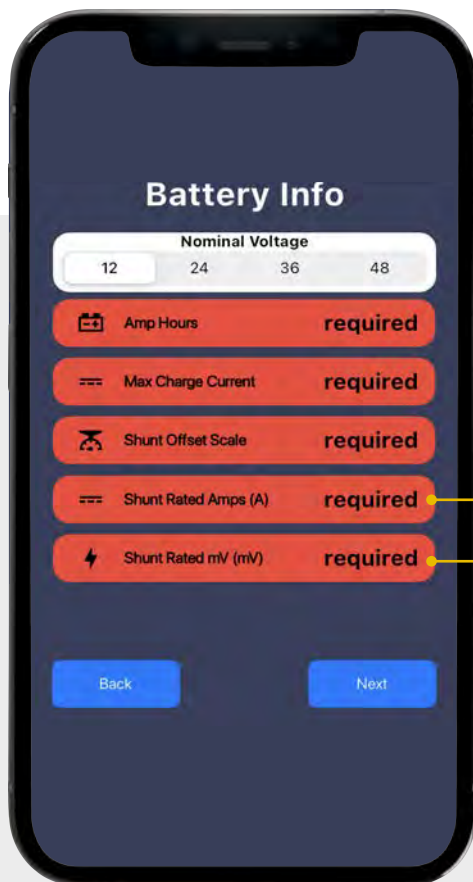 Battery Info
Nominal Voltage
12 24 36 48
Amp Hours required
Max Charge Current required
Shunt Offset Scale required
Shunt Rated Amps (A) required
Shunt Rated mV (mV) required
Back Next